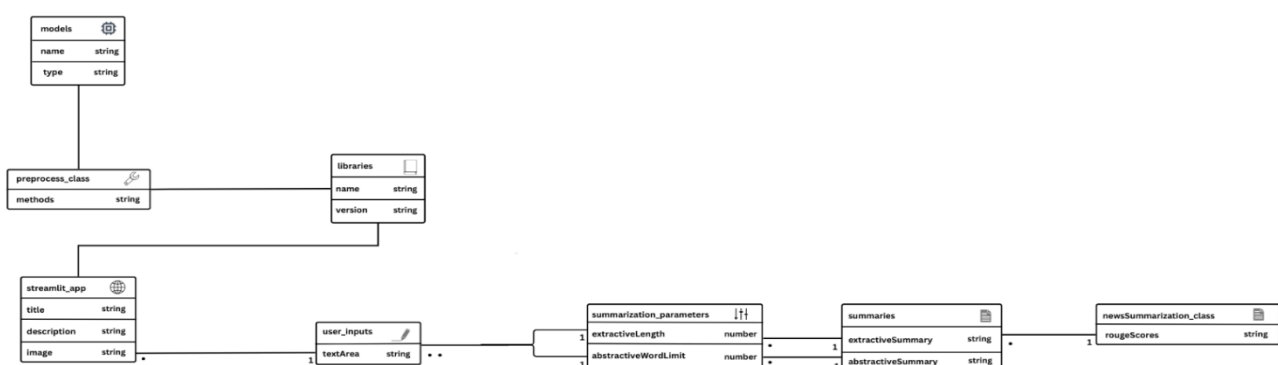 models
name string
type string
preprocess_class
methods string
libraries
name string
version string
streamlit_app
title string
description string
image string
1
user_inputs
textArea string
summarization_parameters
1 extractiveLength number
abstractiveWordLimit number
1
summaries
1 extractiveSummary string
abstractiveSummary string
newsSummarization_class
1 rougeScores string